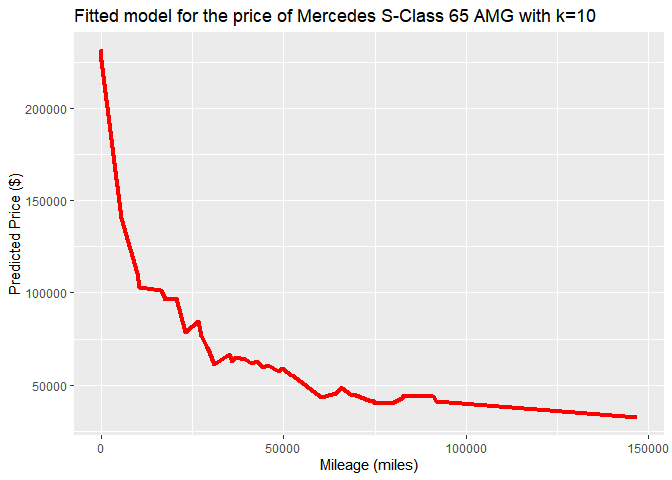 Fitted model for the price of Mercedes S-Class 65 AMG with k=10
200000
150000
100000
50000
Predicted Price ($)
0 50000 100000 150000
Mileage (miles)